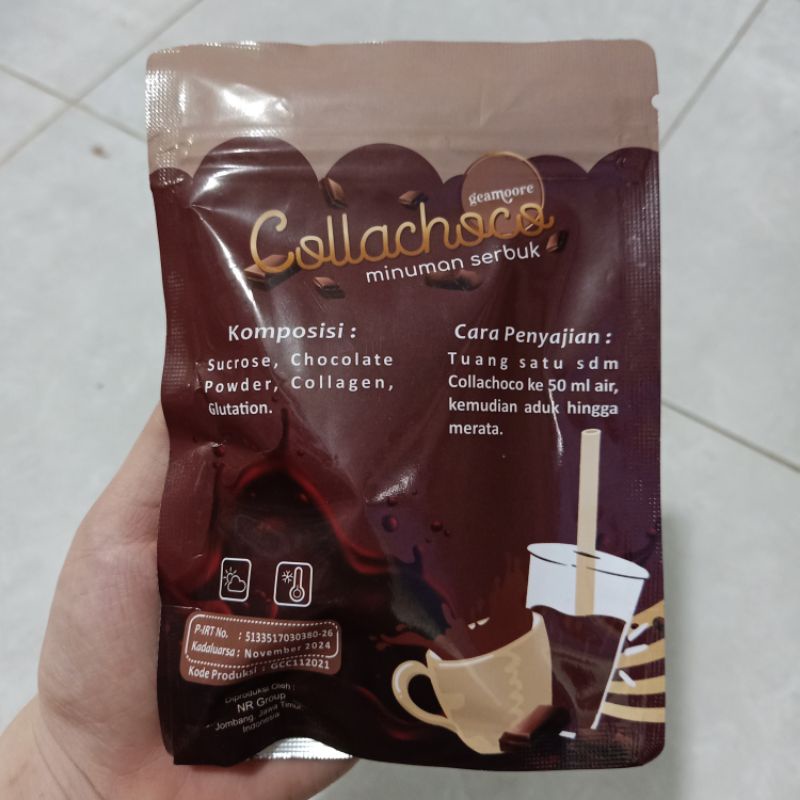 geamoore
Collachoco
minuman serbuk
Komposisi :
Sucrose, Chocolate
Powder, Collagen,
Glutation.
Cara Penyajian :
Tuang satu sdm
Collachoco ke 50 ml air,
kemudian aduk hingga
merata.
P-IRT No. : 5133517030380-26
Kadaluarsa : November 2024
Kode Produksi : GCC112021
Diproduksi Oleh :
NR Group
Jombang, Jawa Timur
Indonesia